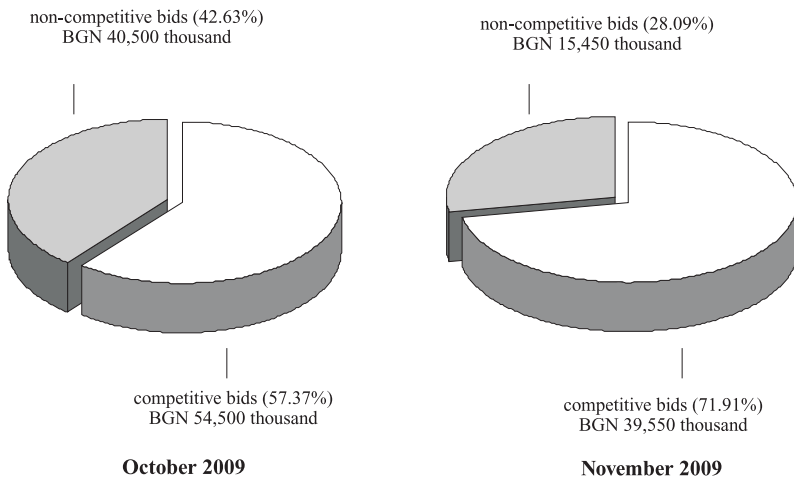 non-competitive bids (42.63%)
BGN 40,500 thousand
competitive bids (57.37%)
BGN 54,500 thousand
October 2009
non-competitive bids (28.09%)
BGN 15,450 thousand
competitive bids (71.91%)
BGN 39,550 thousand
November 2009